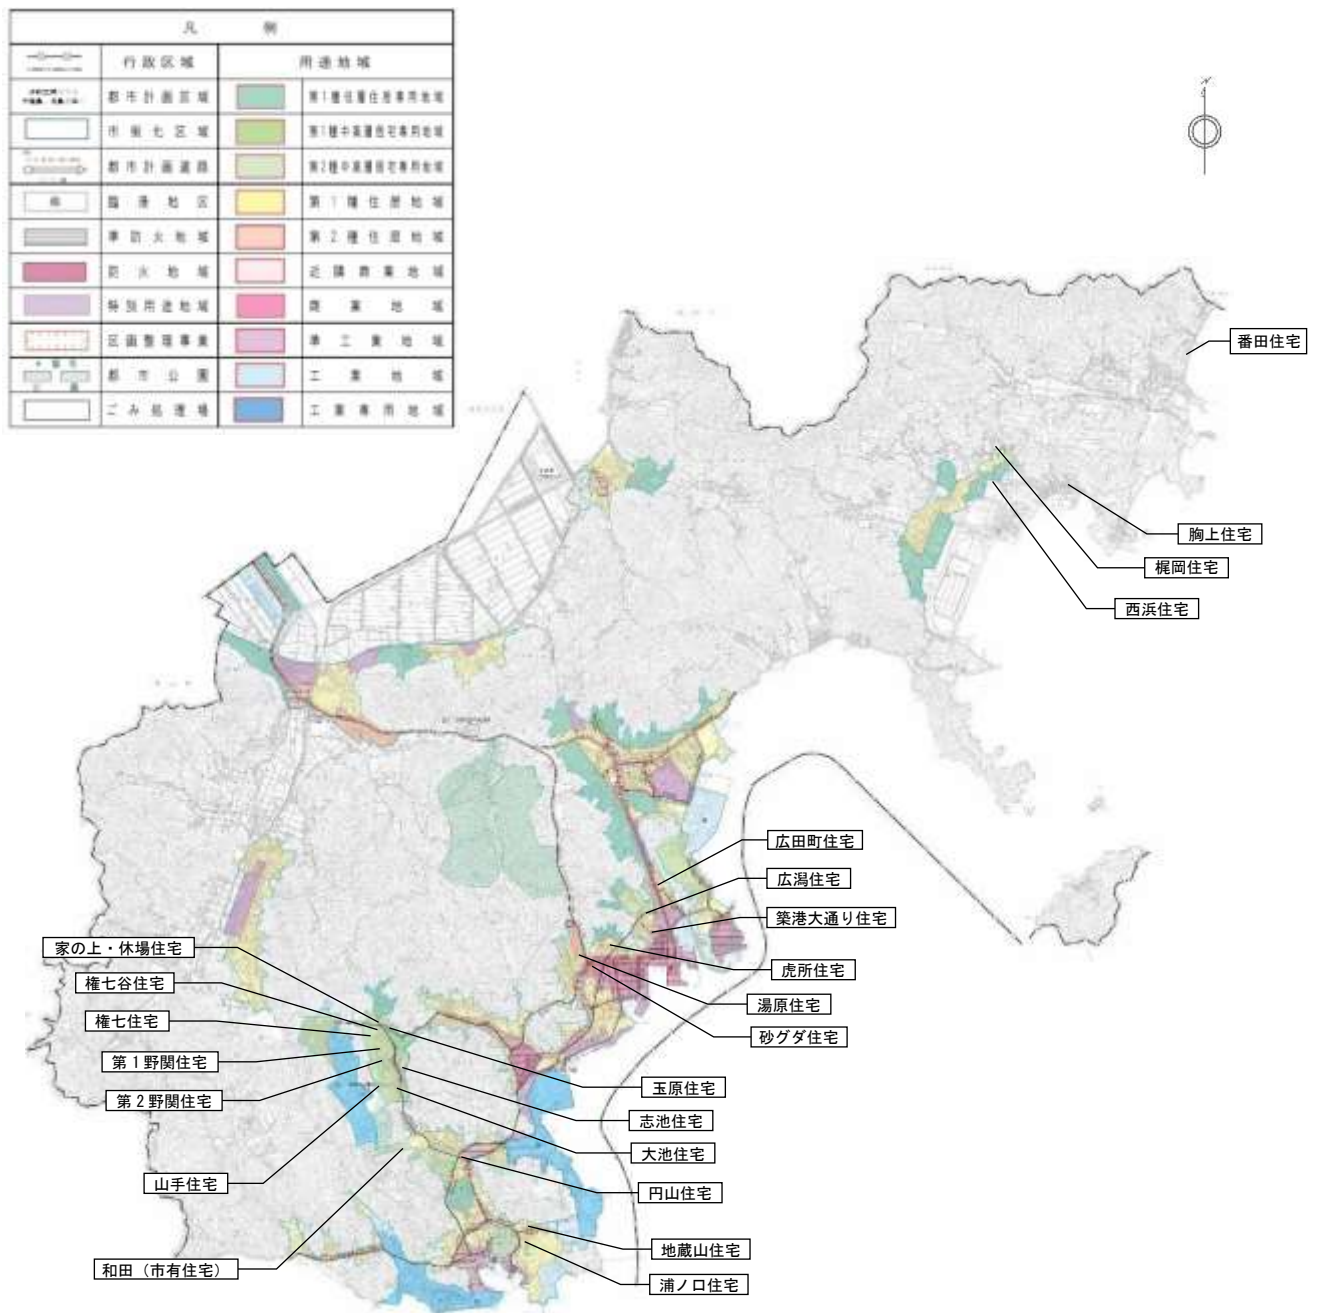 凡例
行政区域
用途地域
都市計画区域
第1種低層住居専用地域
市街化区域
第1種中高層住宅専用地域
都市計画道路
第2種中高層住宅専用地域
臨港地区
第1種住居地域
準防火地域
第2種住居地域
防火地域
近隣商業地域
特別用途地域
商業地域
区画整理事業
準工業地域
都市公園
工業地域
ごみ処理場
工業専用地域
番田住宅
胸上住宅
梶岡住宅
西浜住宅
広田町住宅
広潟住宅
築港大通り住宅
虎所住宅
湯原住宅
砂グダ住宅
家の上・休場住宅
権七谷住宅
権七住宅
第1野関住宅
第2野関住宅
玉原住宅
志池住宅
大池住宅
山手住宅
円山住宅
地蔵山住宅
和田（市有住宅）
浦ノ口住宅